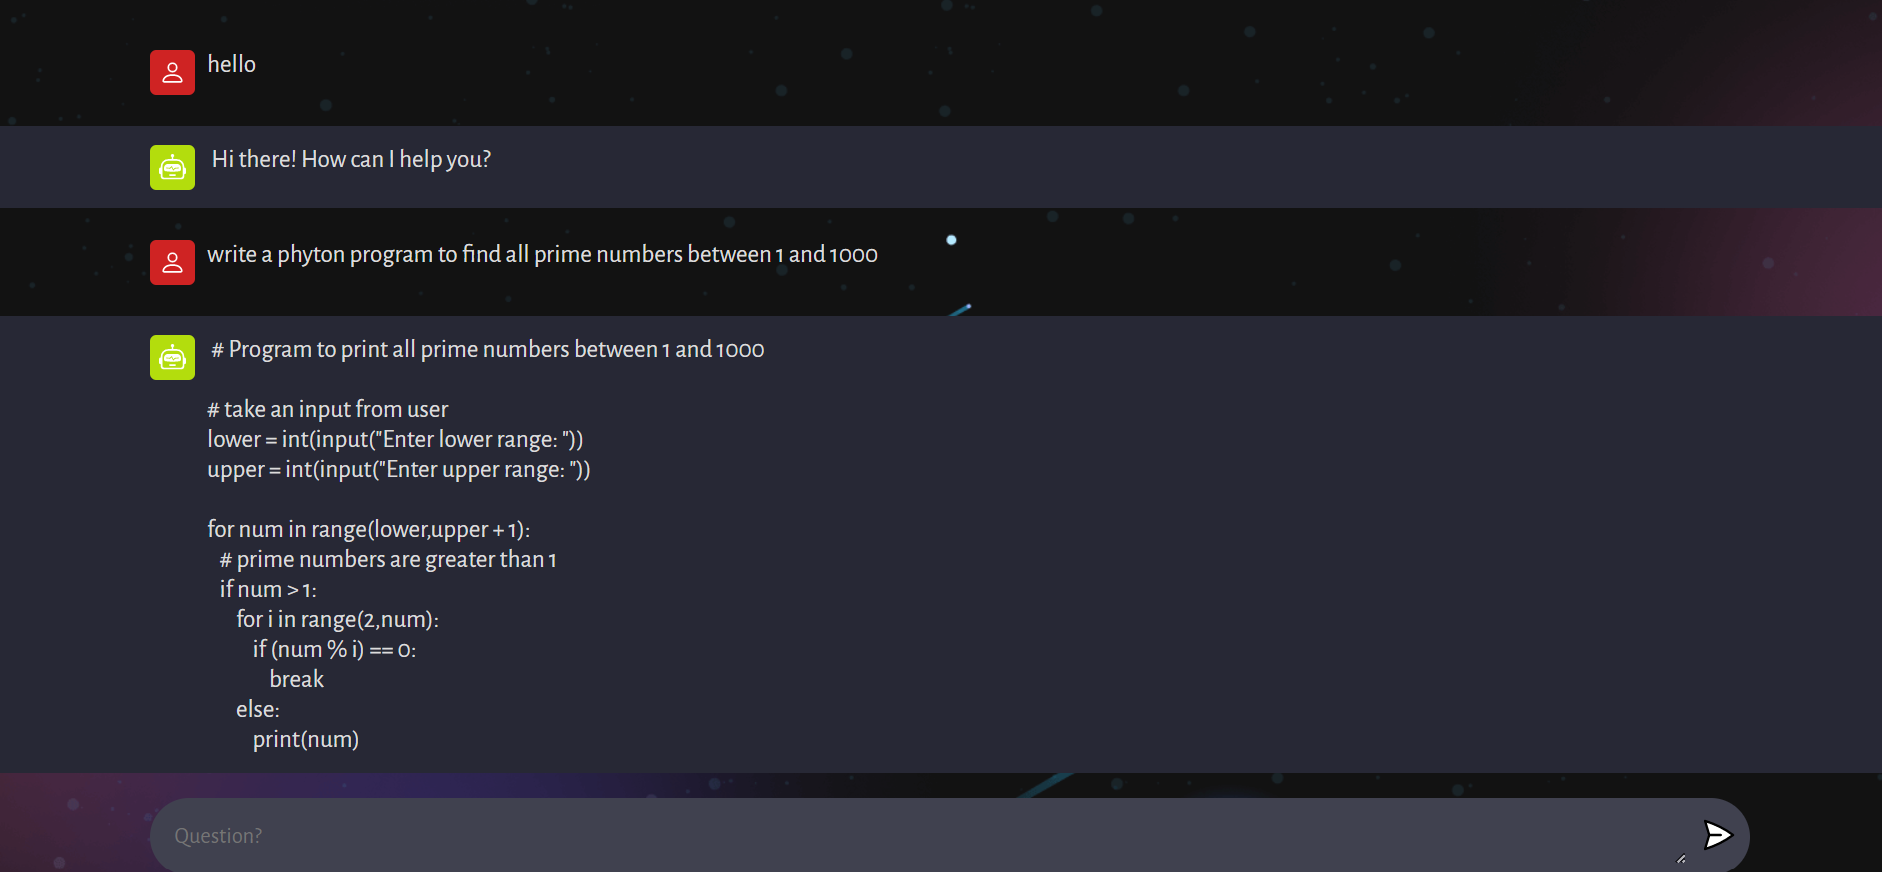 hello
Hi there! How can I help you?
write a phyton program to find all prime numbers between 1 and 1000
# Program to print all prime numbers between 1 and 1000
# take an input from user
lower = int(input("Enter lower range: "))
upper = int(input("Enter upper range: "))
for num in range(lower,upper + 1):
# prime numbers are greater than 1
if num > 1:
for i in range(2,num):
if (num % i) == 0:
break
else:
print(num)
Question?